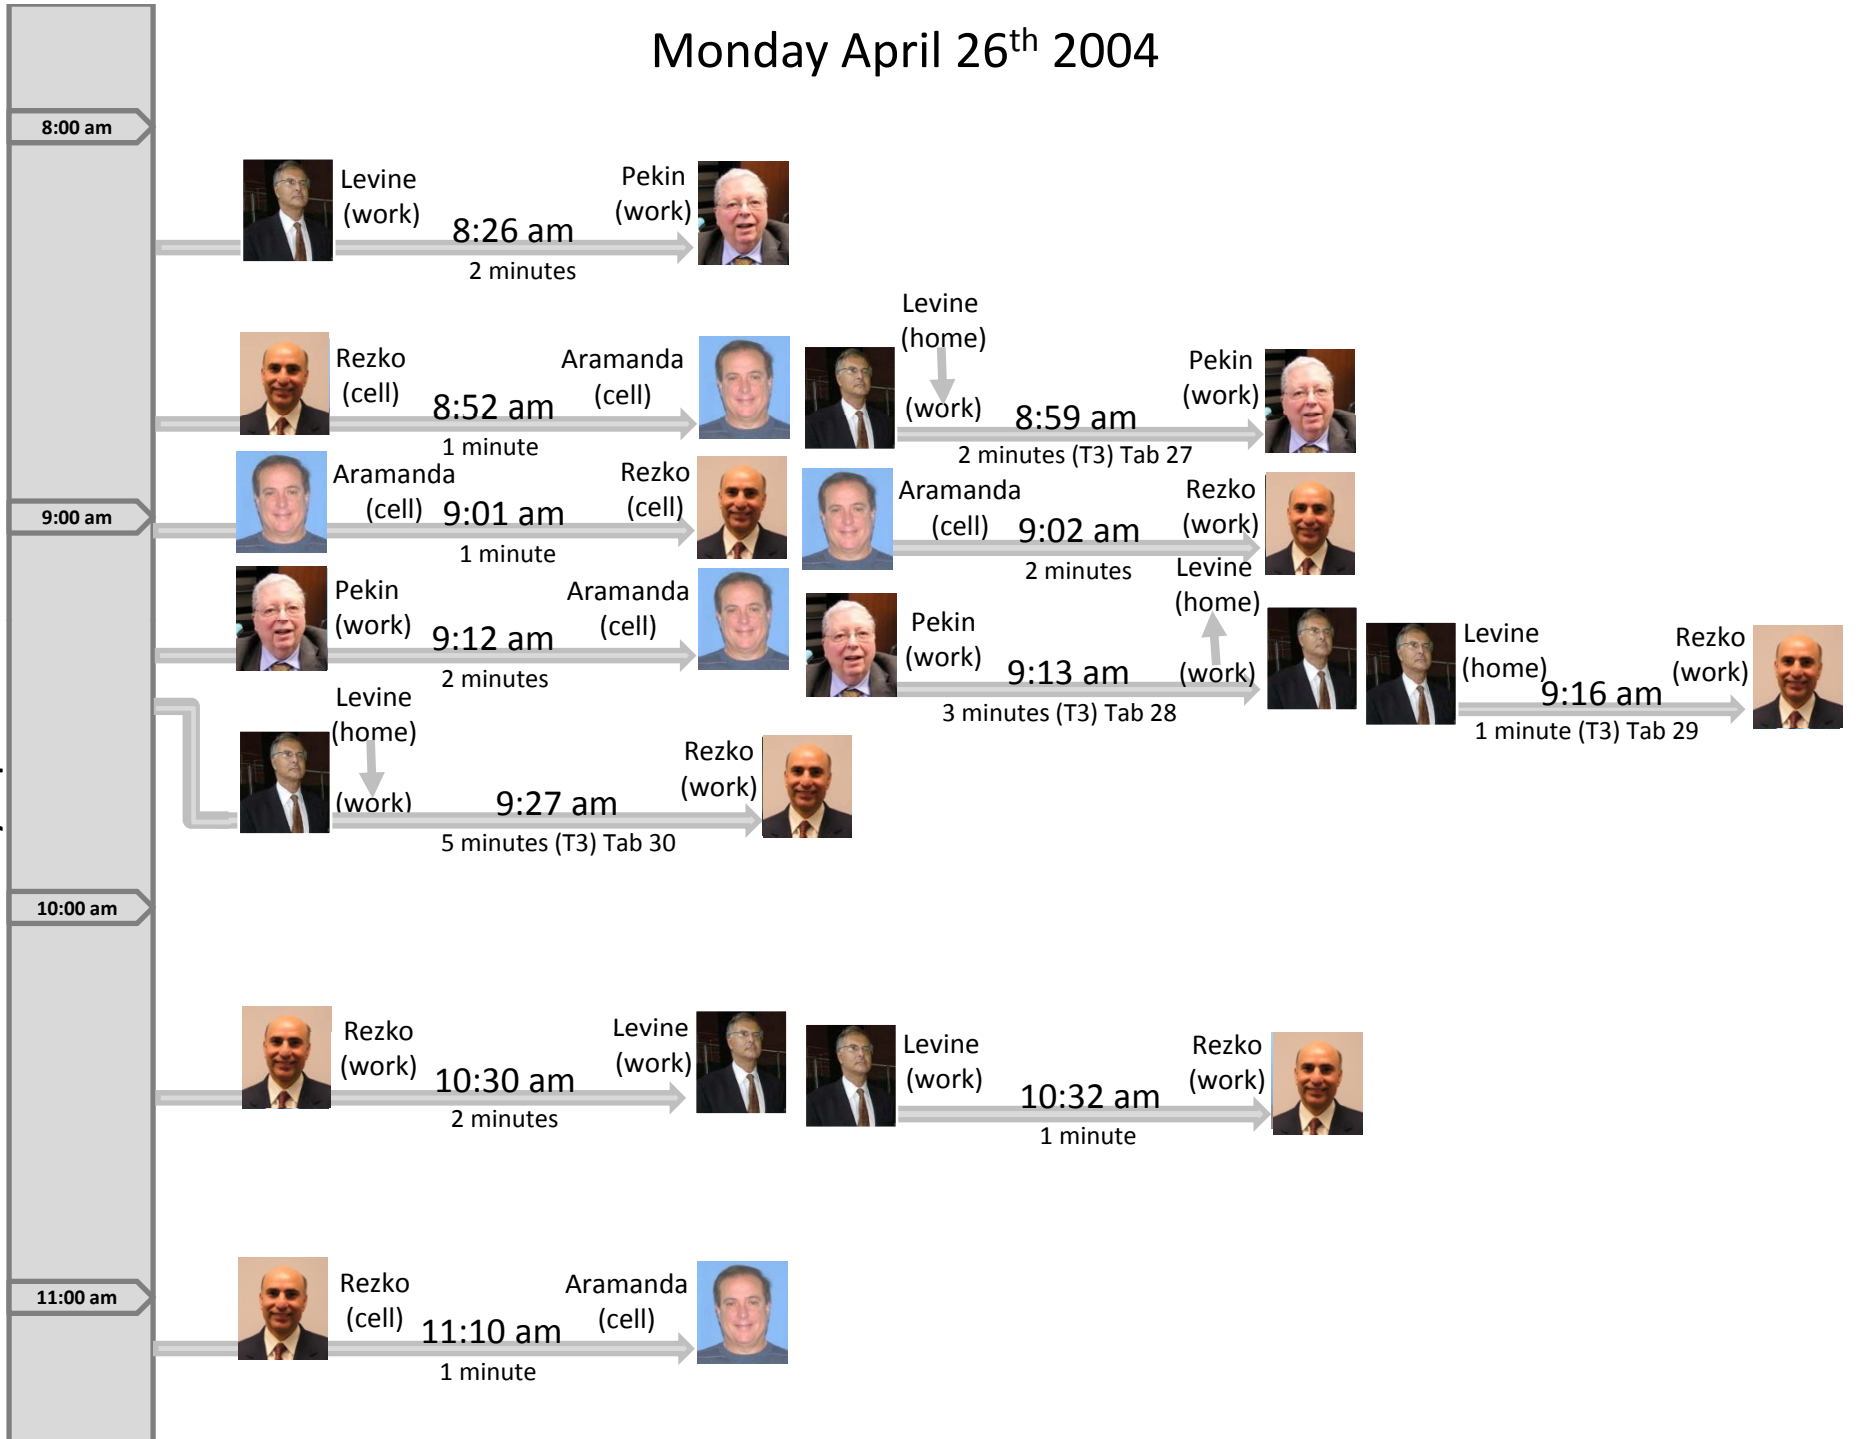 Monday April 26th 2004
8:00 am
Levine
(work)
8:26 am
2 minutes
Pekin
(work)
Rezko
(cell)
8:52 am
1 minute
Aramanda
(cell)
Levine
(home)
(work)
8:59 am
2 minutes (T3) Tab 27
Pekin
(work)
9:00 am
Aramanda
(cell)
9:01 am
1 minute
Rezko
(cell)
Aramanda
(cell)
9:02 am
2 minutes
Rezko
(work)
Pekin
(work)
9:12 am
2 minutes
Aramanda
(cell)
Pekin
(work)
9:13 am
3 minutes (T3) Tab 28
Levine
(home)
(work)
Levine
(home)
9:16 am
1 minute (T3) Tab 29
Rezko
(work)
Levine
(home)
(work)
9:27 am
5 minutes (T3) Tab 30
Rezko
(work)
10:00 am
Rezko
(work)
10:30 am
2 minutes
Levine
(work)
Levine
(work)
10:32 am
1 minute
Rezko
(work)
11:00 am
Rezko
(cell)
11:10 am
1 minute
Aramanda
(cell)